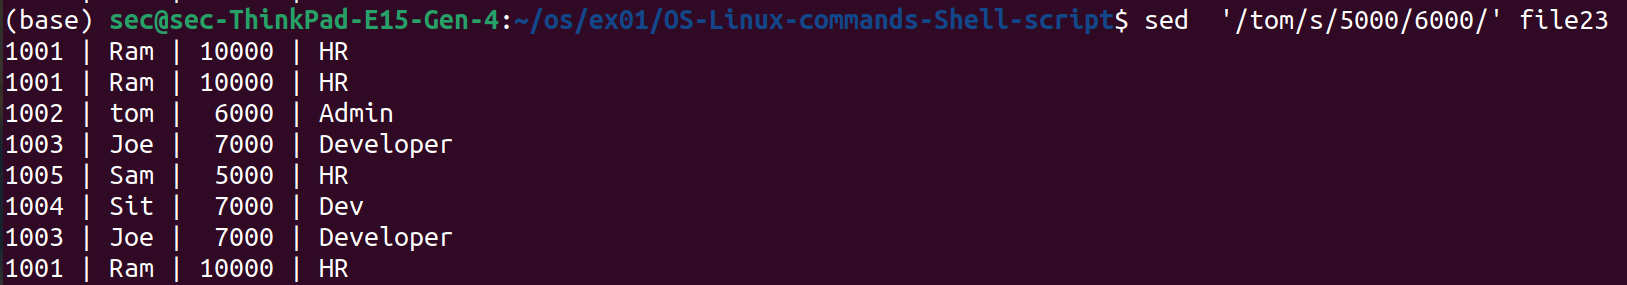 (base) sec@sec-ThinkPad-E15-Gen-4:~/os/ex01/OS-Linux-commands-Shell-script$ sed  '/tom/s/5000/6000/' file23
1001 | Ram | 10000 | HR
1001 | Ram | 10000 | HR
1002 | tom |  6000 | Admin
1003 | Joe |  7000 | Developer
1005 | Sam |  5000 | HR
1004 | Sit |  7000 | Dev
1003 | Joe |  7000 | Developer
1001 | Ram | 10000 | HR